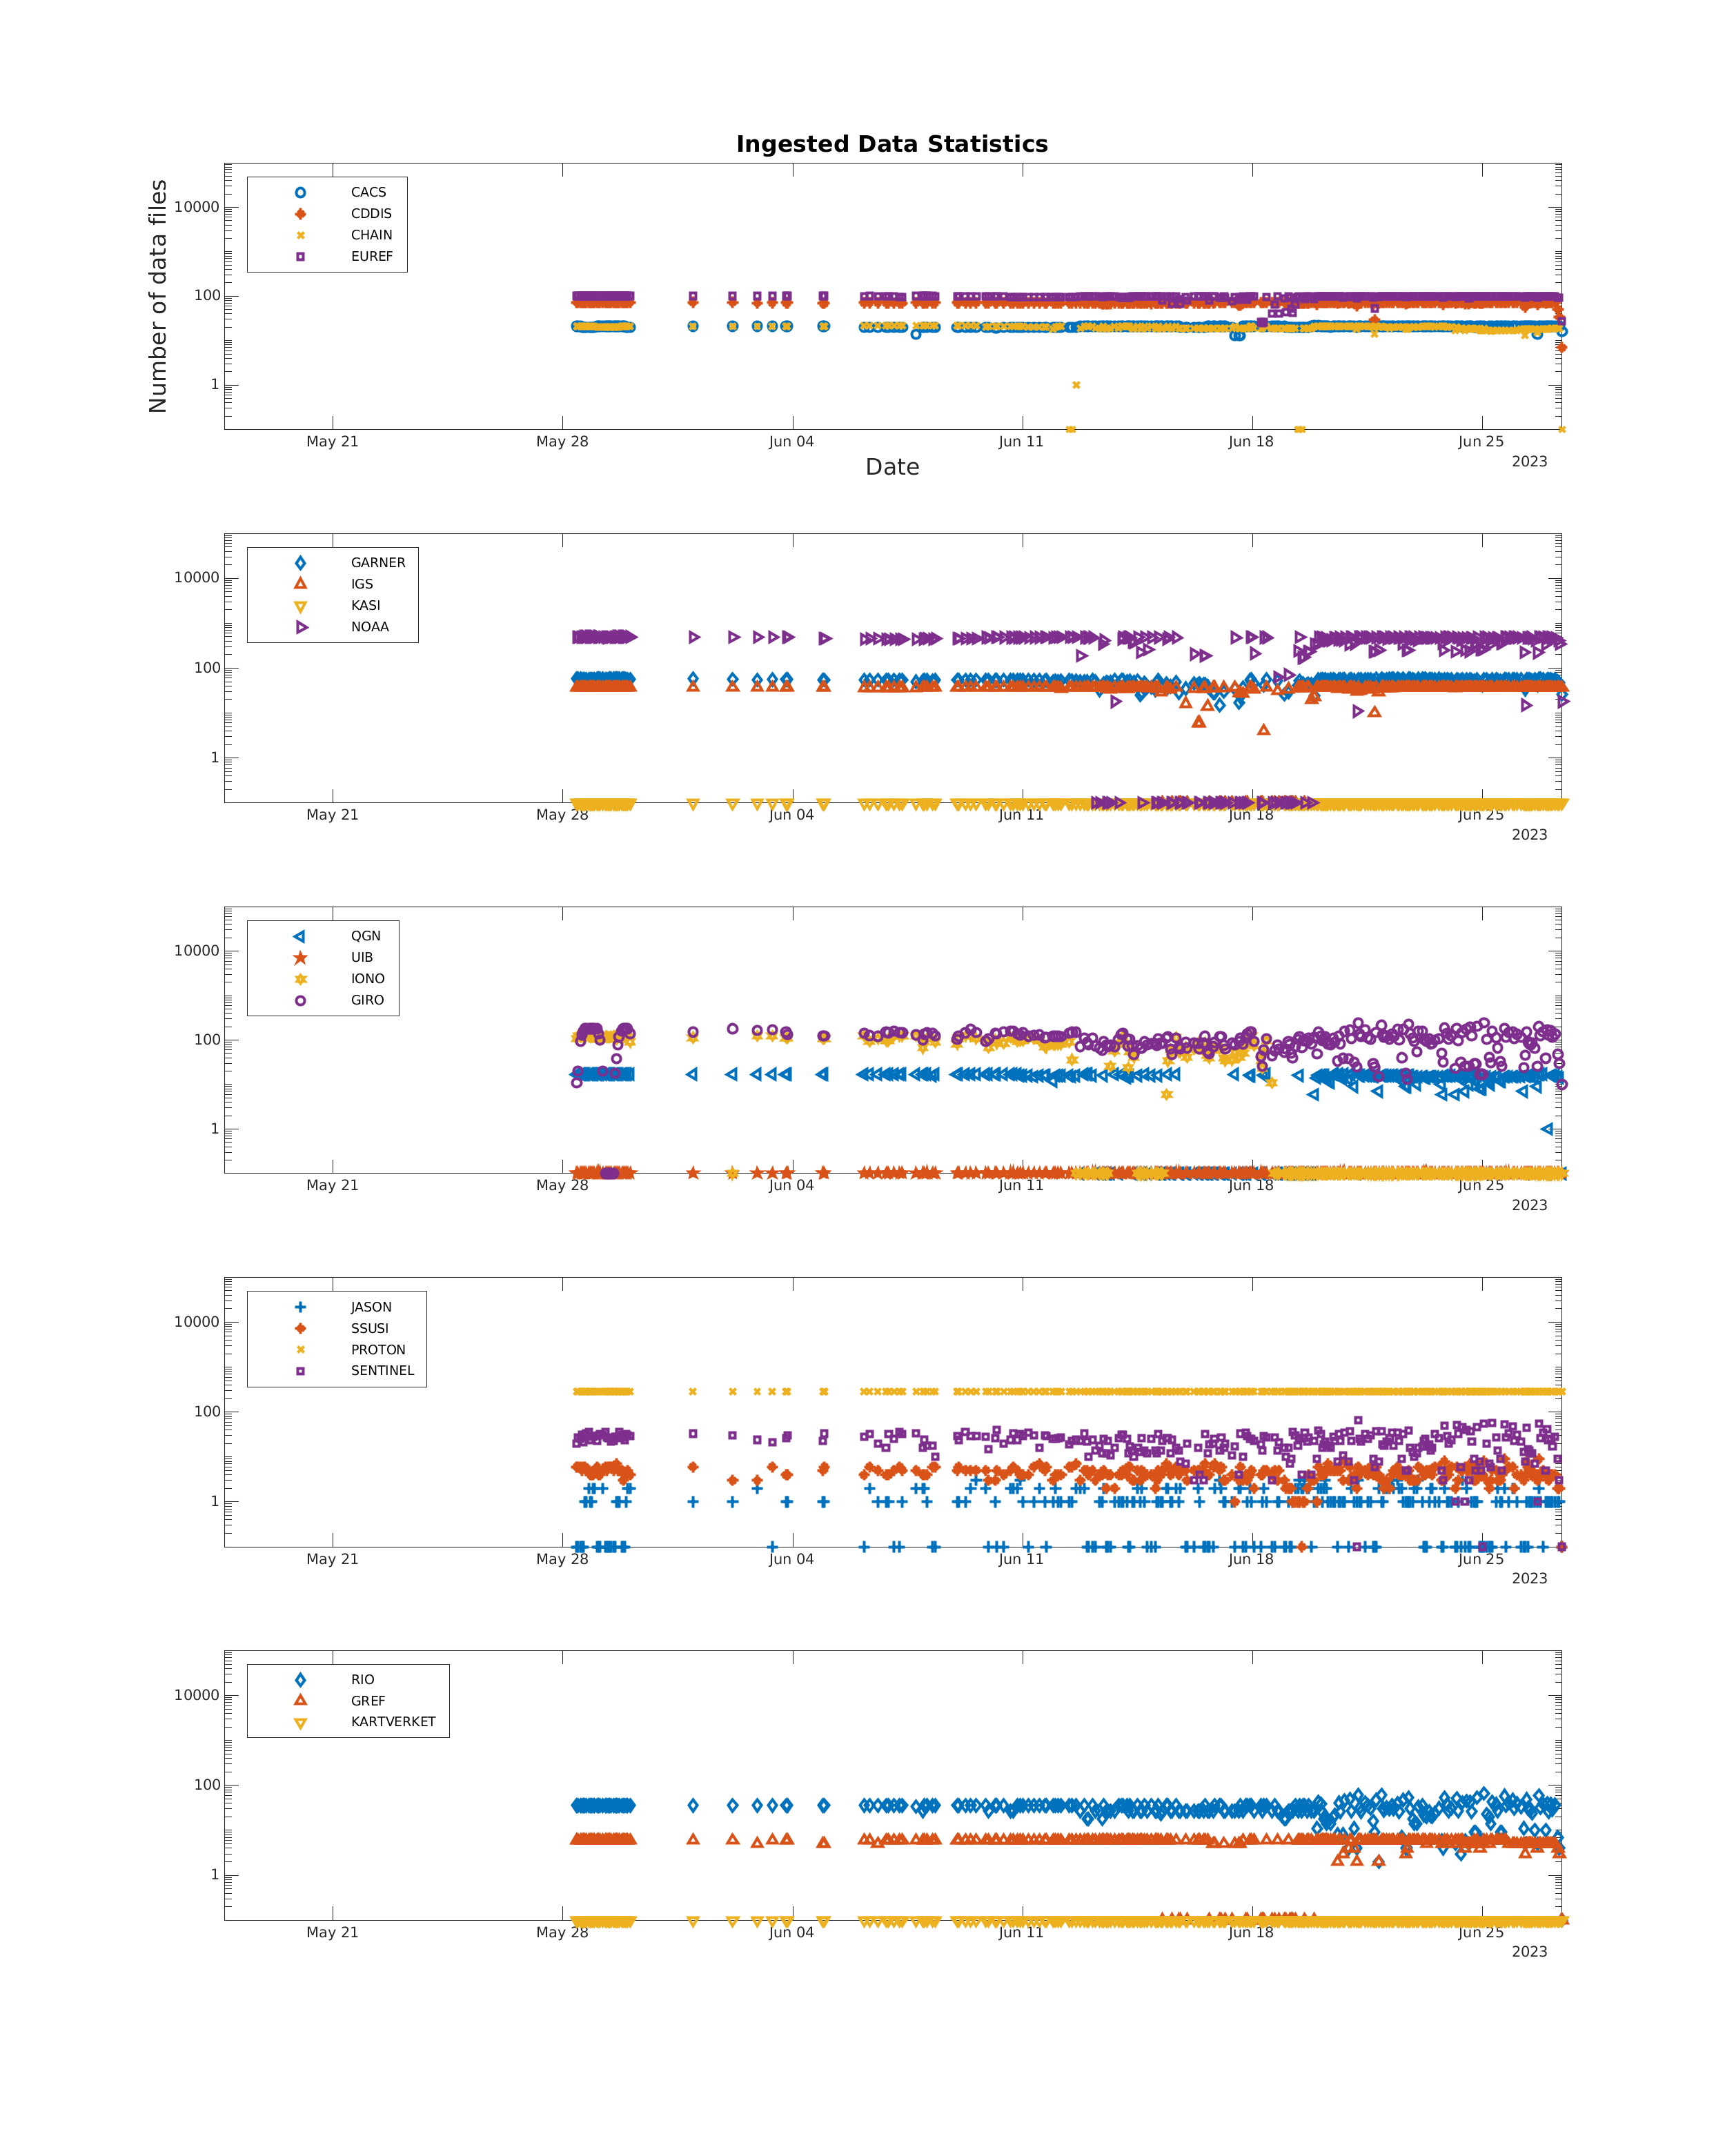 Ingested Data Statistics
Number of data files
10000
100
1
CACS
CDDIS
CHAIN
EUREF
May 21 May 28 Jun 04 Jun 11 Jun 18 Jun 25
2023
Date
10000
100
1
GARNER
IGS
KASI
NOAA
May 21 May 28 Jun 04 Jun 11 Jun 18 Jun 25
2023
10000
100
1
QGN
UIB
IONO
GIRO
May 21 May 28 Jun 04 Jun 11 Jun 18 Jun 25
2023
10000
100
1
JASON
SSUSI
PROTON
SENTINEL
May 21 May 28 Jun 04 Jun 11 Jun 18 Jun 25
2023
10000
100
1
RIO
GREF
KARTVERKET
May 21 May 28 Jun 04 Jun 11 Jun 18 Jun 25
2023